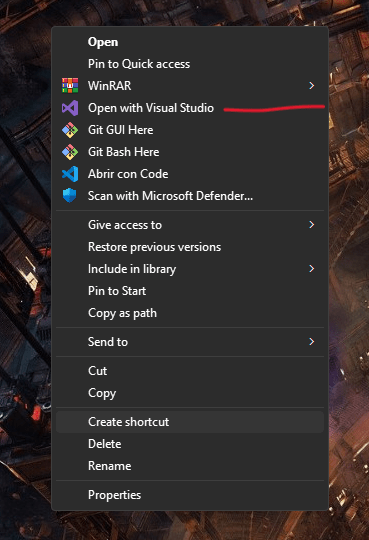 Open
Pin to Quick access
WinRAR
Open with Visual Studio
Git GUI Here
Git Bash Here
Abrir con Code
Scan with Microsoft Defender...
Give access to
Restore previous versions
Include in library
Pin to Start
Copy as path
Send to
Cut
Copy
Create shortcut
Delete
Rename
Properties